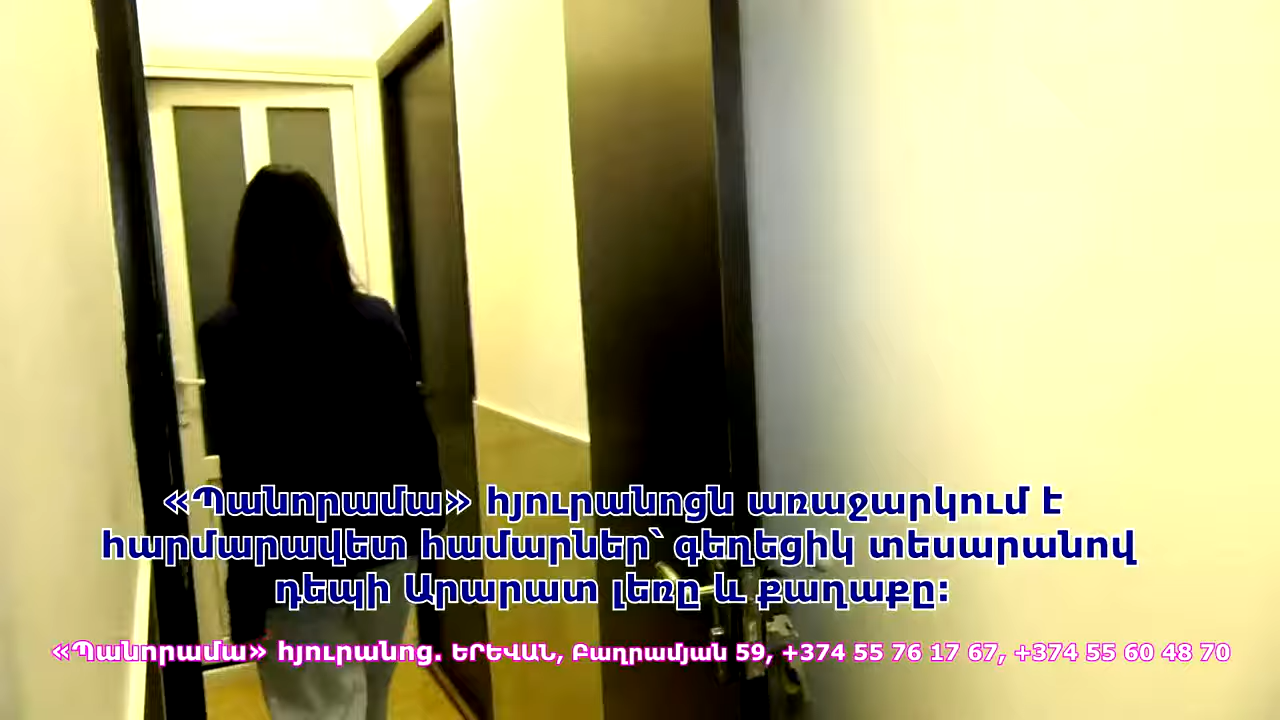 «Պանորամա» հյուրանոցն առաջարկում է
հարմարավետ համարներ՝ գեղեցիկ տեսարանով
դեպի Արարատ լեռը և քաղաքը:
«Պանորամա» հյուրանոց. ԵՐԵՎԱՆ, Բաղրամյան 59, +374 55 76 17 67, +374 55 60 48 70